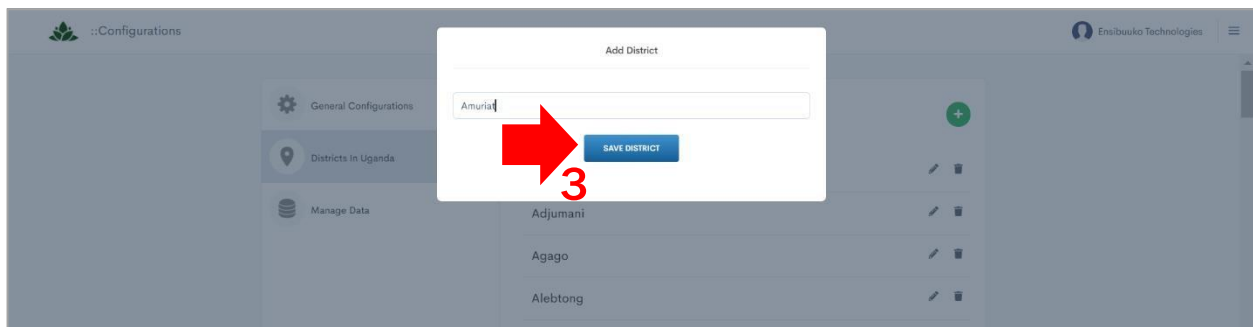 ::Configurations
Ensibuuko Technologies
Add District
Amuriat
SAVE DISTRICT
3
General Configurations
Districts In Uganda
Manage Data
Adjumani
Agago
Alebtong